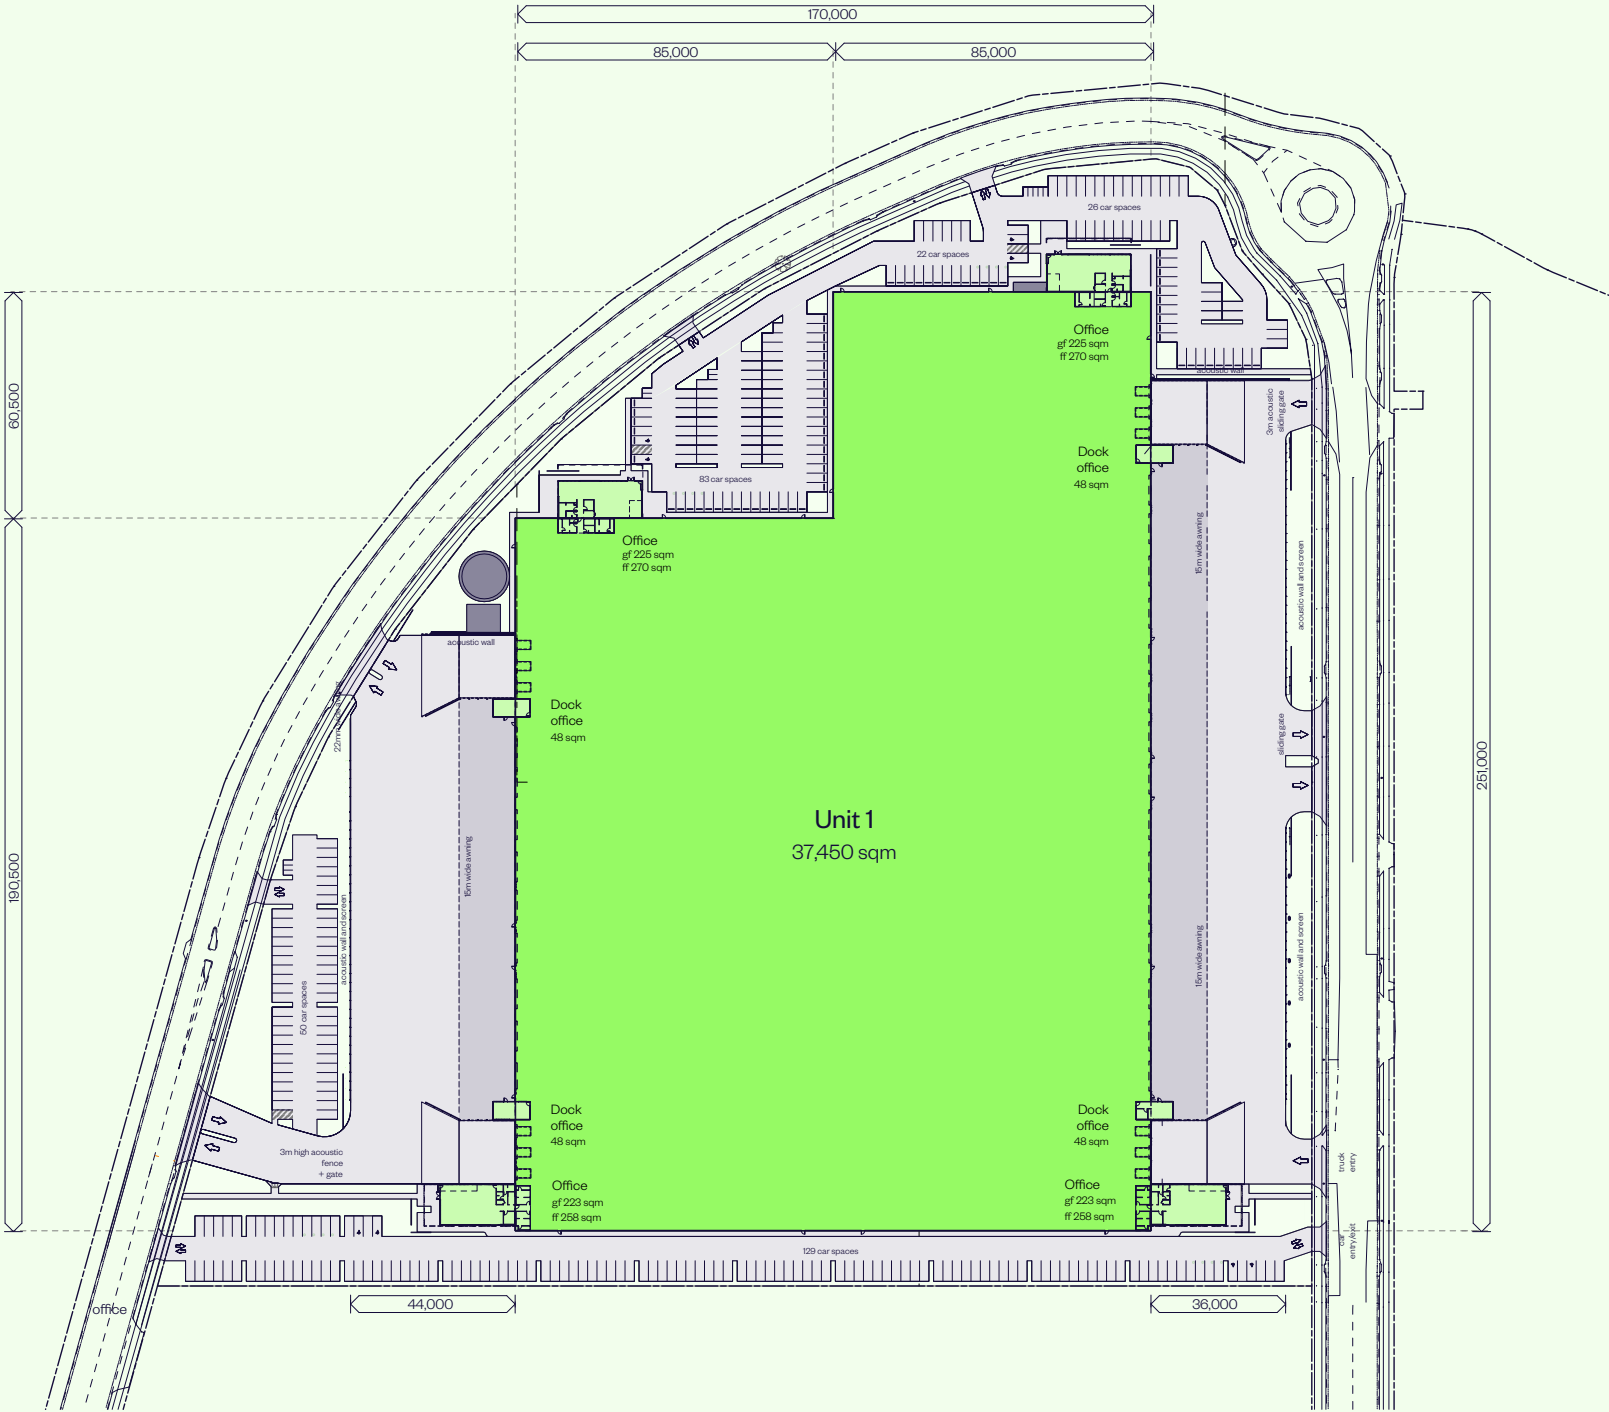 170,000
85,000
85,000
26 car spaces
22 car spaces
Office
gf 225 sqm
ff 270 sqm
acoustic wall
60,500
3m acoustic
sliding gate
Dock
office
48 sqm
83 car spaces
Office
gf 225 sqm
ff 270 sqm
15m wide awning
acoustic wall and screen
acoustic wall
Dock
office
48 sqm
sliding gate
251,000
Unit 1
37,450 sqm
190,500
15m wide awning
acoustic wall and screen
50 car spaces
15m wide awning
acoustic wall and screen
Dock
office
48 sqm
Dock
office
48 sqm
3m high acoustic
fence
+ gate
truck
entry
Office
gf 223 sqm
ff 258 sqm
Office
gf 223 sqm
ff 258 sqm
129 car spaces
car
entry/exit
44,000
36,000
office